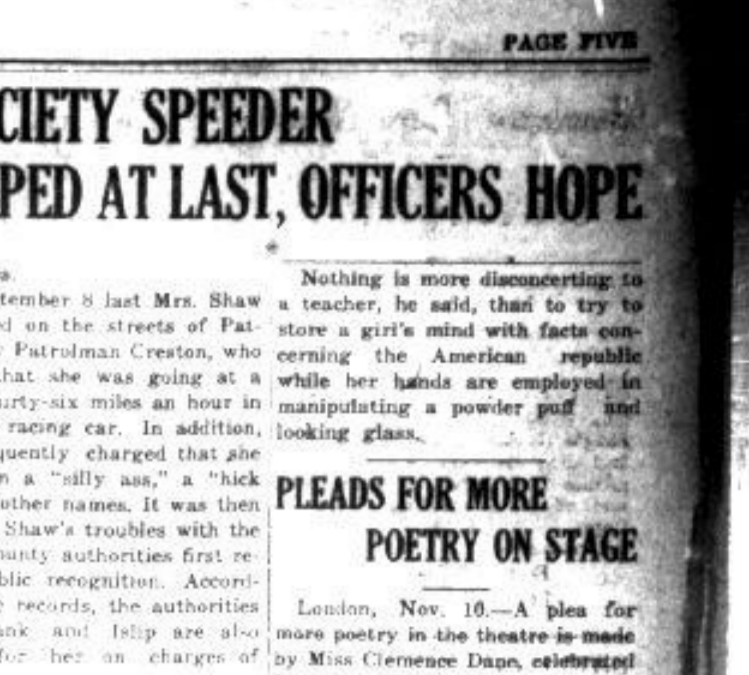 PAGE FIVE
CIETY SPEEDER
PED AT LAST, OFFICERS HOPE
s.
tember 8 last Mrs. Shaw
d on the streets of Pat-
Patrolman Creston, who
that she was going at a
irty-six miles an hour in
racing car. In addition,
quently charged that she
n a "silly ass," a "hick
other names. It was then
Shaw's troubles with the
unty authorities first re-
blic recognition. Accord-
records, the authorities
ank and Islip are also
for her on charges of
Nothing is more disconcerting to
a teacher, he said, than to try to
store a girl's mind with facts con-
cerning the American republic
while her hands are employed in
manipulating a powder puff and
looking glass.
PLEADS FOR MORE
POETRY ON STAGE
London, Nov. 10.—A plea for
more poetry in the theatre is made
by Miss Clemence Dane, celebrated